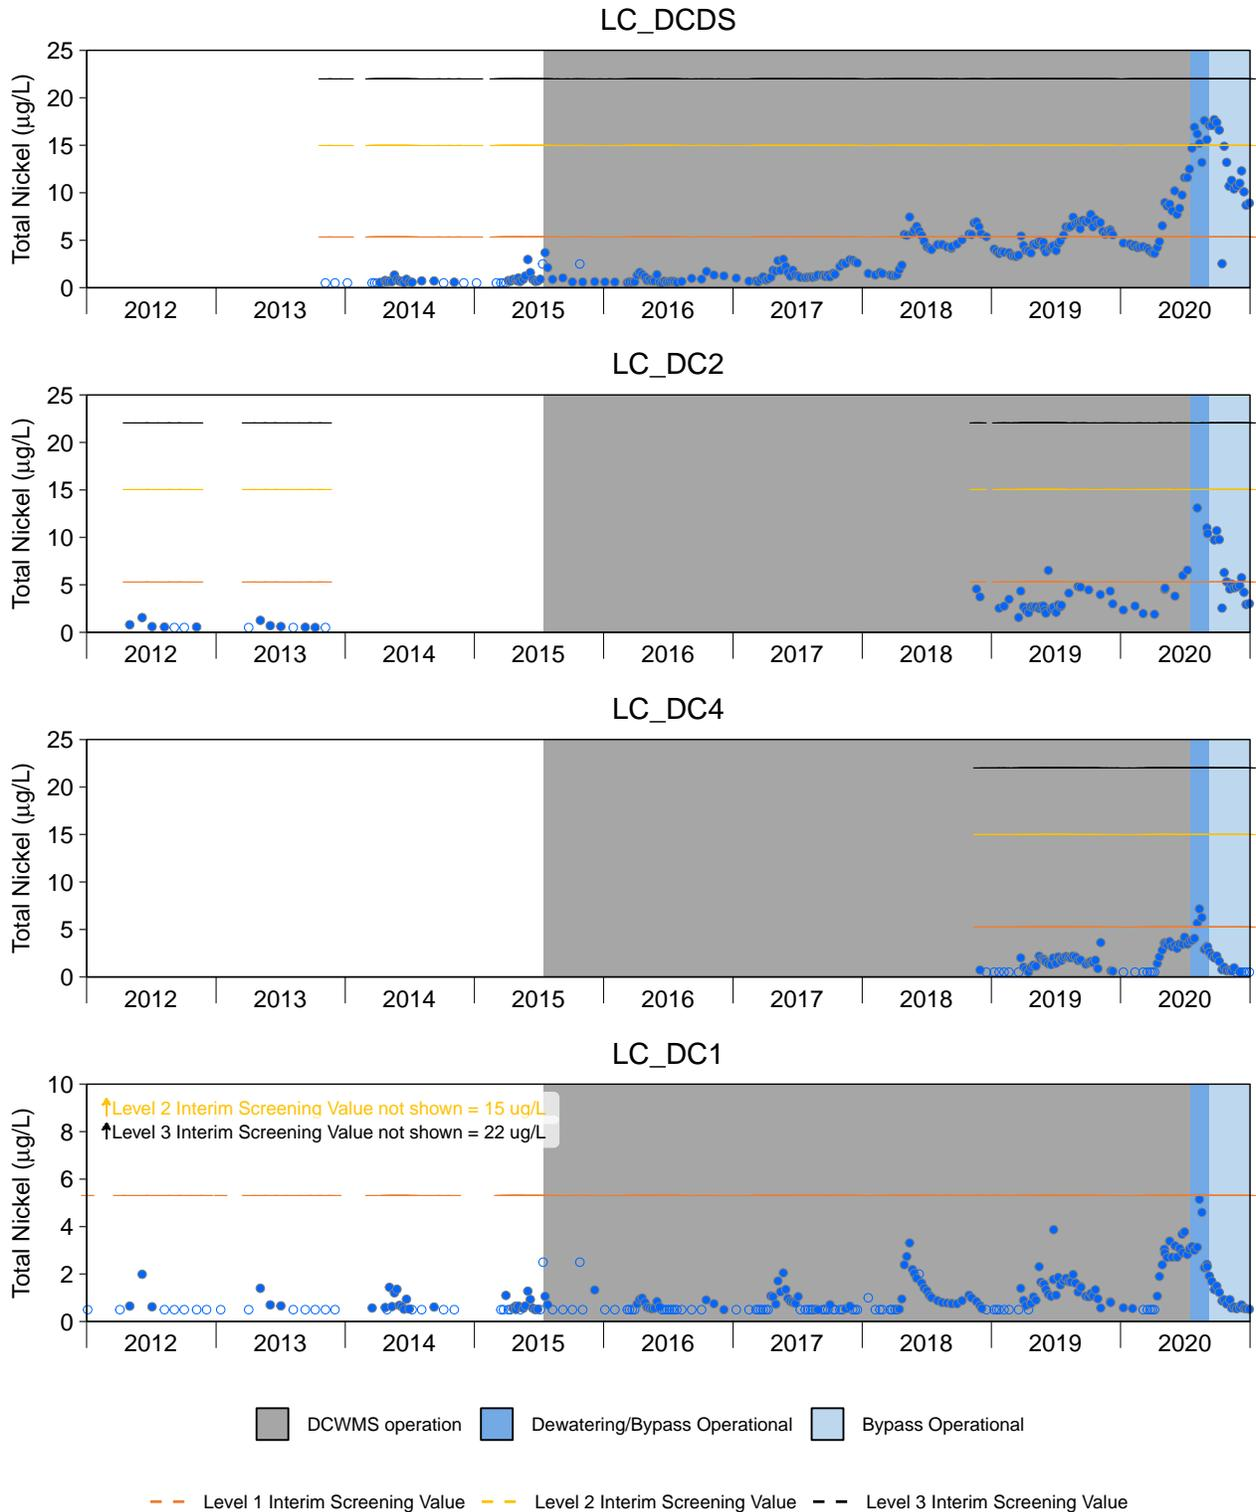 LC_DCDS
Total Nickel (µg/L)
25
20
15
10
5
0
2012 2013 2014 2015 2016 2017 2018 2019 2020
LC_DC2
Total Nickel (µg/L)
25
20
15
10
5
0
2012 2013 2014 2015 2016 2017 2018 2019 2020
LC_DC4
Total Nickel (µg/L)
25
20
15
10
5
0
2012 2013 2014 2015 2016 2017 2018 2019 2020
LC_DC1
Total Nickel (µg/L)
10
8
6
4
2
0
↑Level 2 Interim Screening Value not shown = 15 ug/L
↑Level 3 Interim Screening Value not shown = 22 ug/L
2012 2013 2014 2015 2016 2017 2018 2019 2020
DCWMS operation Dewatering/Bypass Operational Bypass Operational
Level 1 Interim Screening Value Level 2 Interim Screening Value Level 3 Interim Screening Value